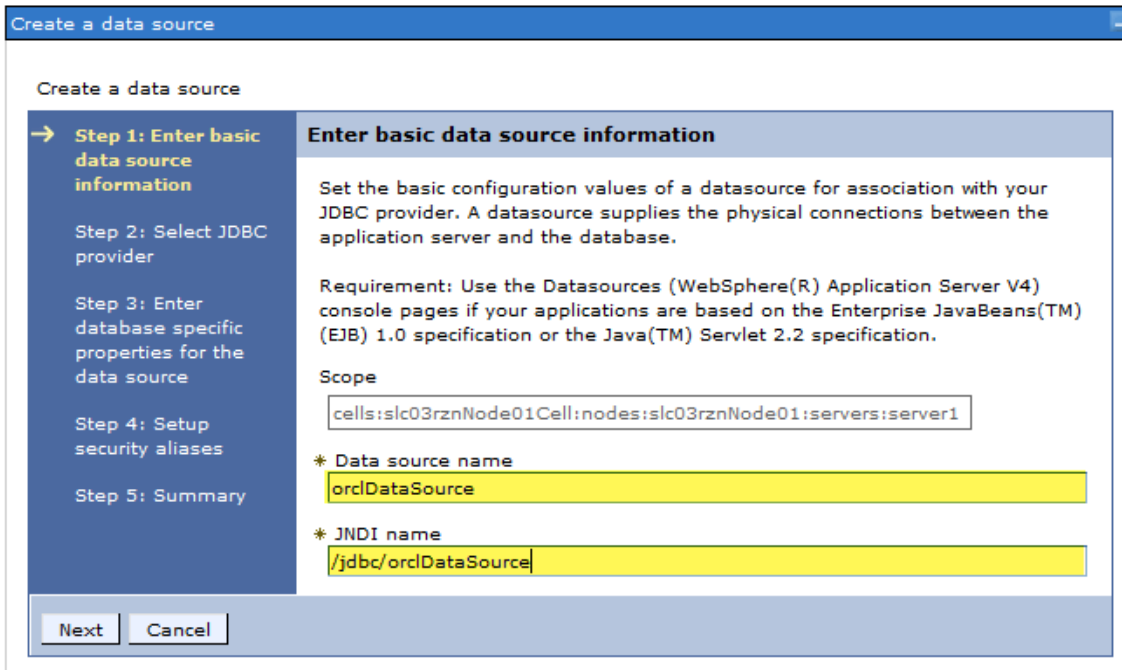 Create a data source
Create a data source
→ Step 1: Enter basic
data source
information
Step 2: Select JDBC
provider
Step 3: Enter
database specific
properties for the
data source
Step 4: Setup
security aliases
Step 5: Summary
Enter basic data source information
Set the basic configuration values of a datasource for association with your
JDBC provider. A datasource supplies the physical connections between the
application server and the database.
Requirement: Use the Datasources (WebSphere(R) Application Server V4)
console pages if your applications are based on the Enterprise JavaBeans(TM)
(EJB) 1.0 specification or the Java(TM) Servlet 2.2 specification.
Scope
cells:slc03rznNode01Cell:nodes:slc03rznNode01:servers:server1
* Data source name
orclDataSource
* JNDI name
/jdbc/orclDataSource
Next Cancel